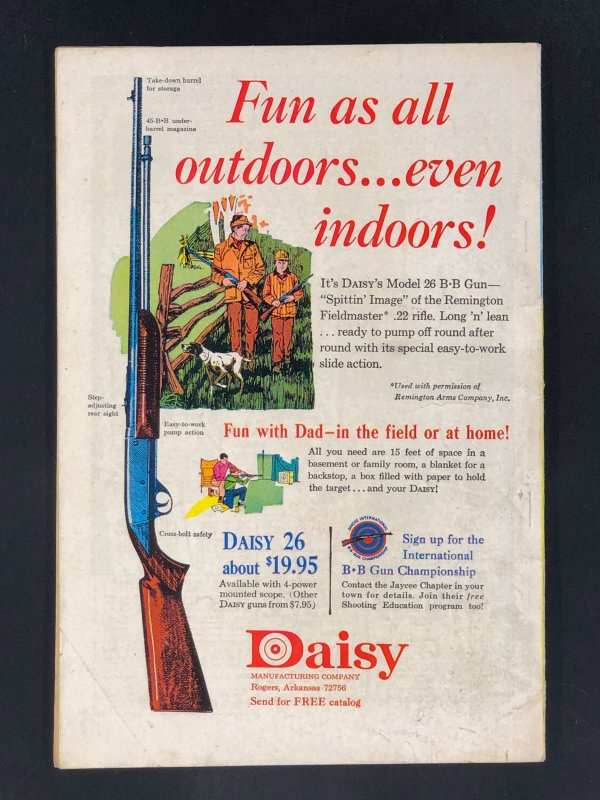 Take-down barrel
for storage
45-B•B under-
barrel magazine
Fun as all
outdoors...even
indoors!
It's DAISY'S Model 26 B•B Gun—
"Spittin' Image" of the Remington
Fieldmaster* .22 rifle. Long 'n' lean
... ready to pump off round after
round with its special easy-to-work
slide action.
*Used with permission of
Remington Arms Company, Inc.
Step-
adjusting
rear sight
Easy-to-work
pump action
Fun with Dad—in the field or at home!
All you need are 15 feet of space in a
basement or family room, a blanket for a
backstop, a box filled with paper to hold
the target...and your DAISY!
Cross-bolt safety
DAISY 26
about $19.95
Available with 4-power
mounted scope. (Other
DAISY guns from $7.95)
JAYCEE INTERNATIONAL
B•B GUN CHAMPIONSHIP
Sign up for the
International
B•B Gun Championship
Contact the Jaycee Chapter in your
town for details. Join their free
Shooting Education program too!
Daisy
MANUFACTURING COMPANY
Rogers, Arkansas 72756
Send for FREE catalog